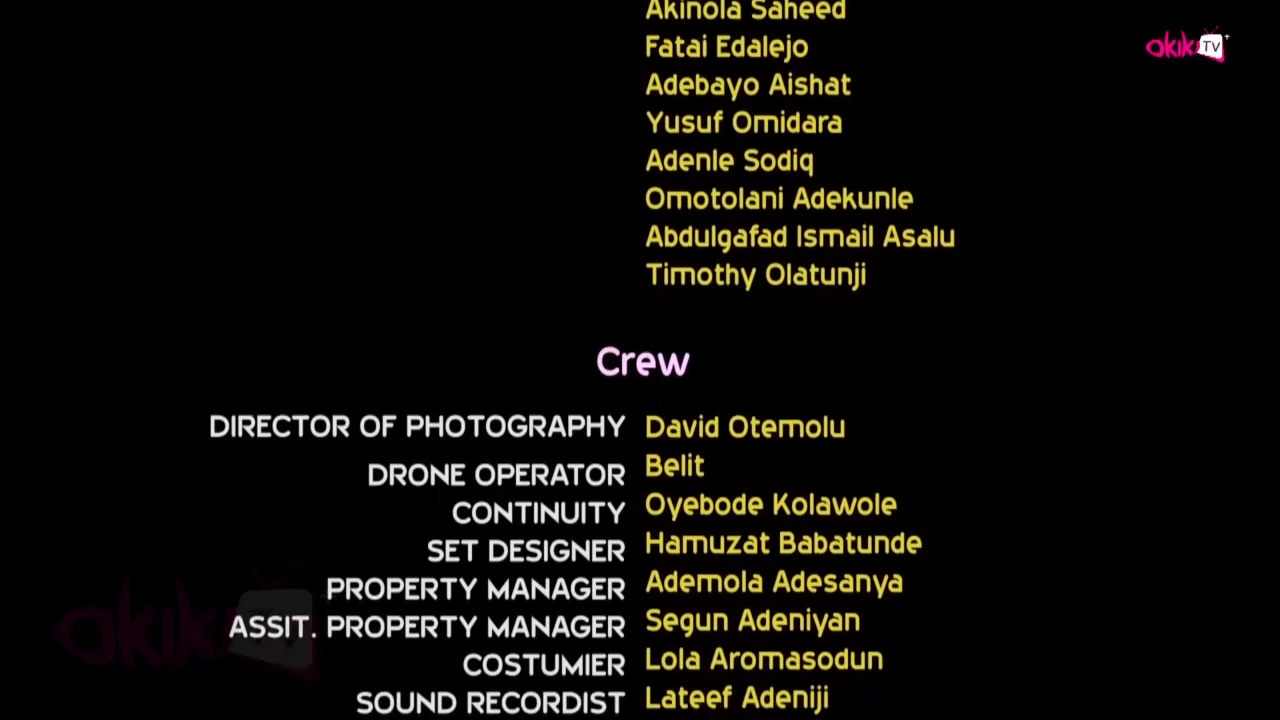 Akinola Saheed
okiki TV+
Fatai Edalejo
Adebayo Aishat
Yusuf Omidara
Adenle Sodiq
Omotolani Adekunle
Abdulgafad Ismail Asalu
Timothy Olatunji
Crew
DIRECTOR OF PHOTOGRAPHY David Otemolu
DRONE OPERATOR Belit
CONTINUITY Oyebode Kolawole
SET DESIGNER Hamuzat Babatunde
PROPERTY MANAGER Ademola Adesanya
ASSIT. PROPERTY MANAGER Segun Adeniyan
COSTUMIER Lola Aromasodun
SOUND RECORDIST Lateef Adeniji